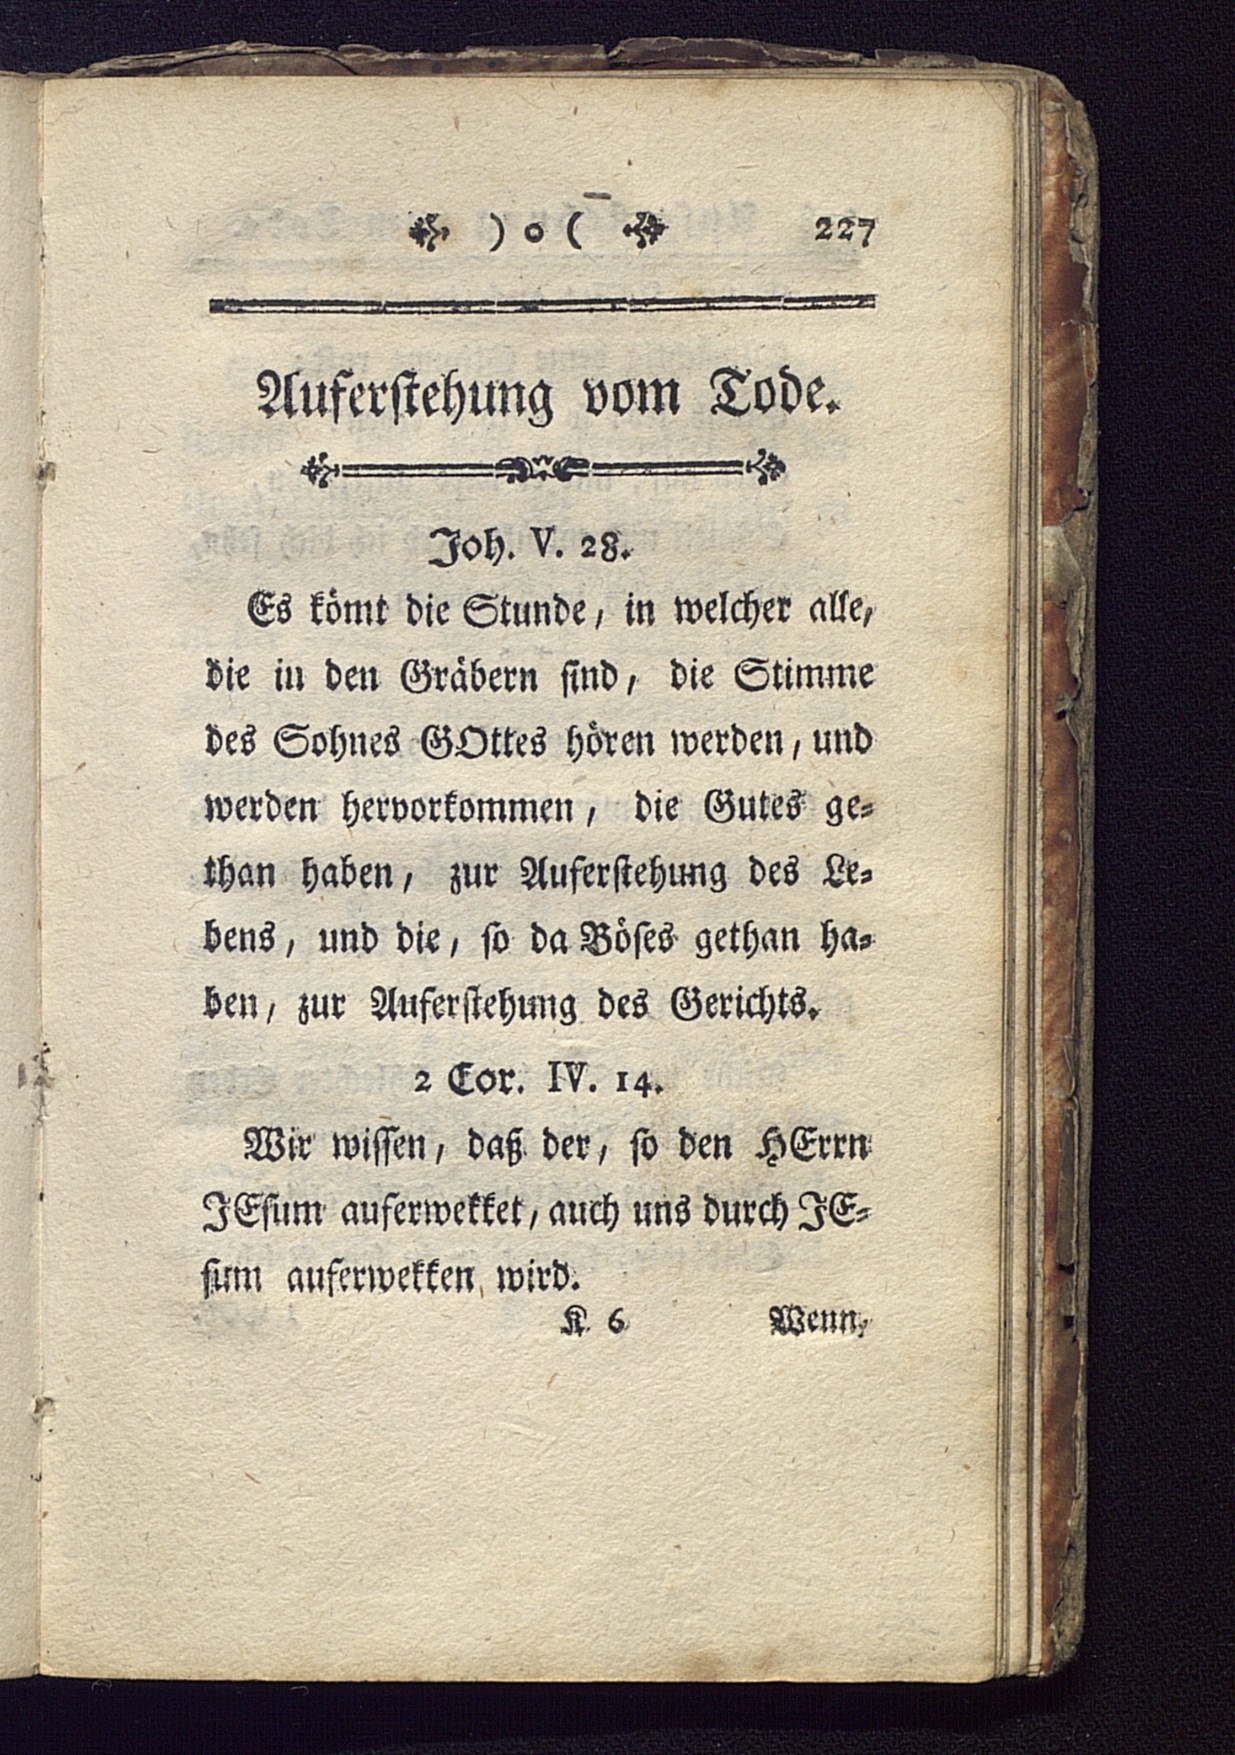 ) o ( 227
Auferstehung vom Tode.
Joh. V. 28.
Es kömt die Stunde, in welcher alle,
die in den Gräbern sind, die Stimme
des Sohnes GOttes hören werden, und
werden hervorkommen, die Gutes ge-
than haben, zur Auferstehung des Le-
bens, und die, so da Böses gethan ha-
ben, zur Auferstehung des Gerichts.
2 Cor. IV. 14.
Wir wissen, daß der, so den HErrn
JEsum auferwekket, auch uns durch JE-
sum auferwekken wird.
K 6 Wenn,